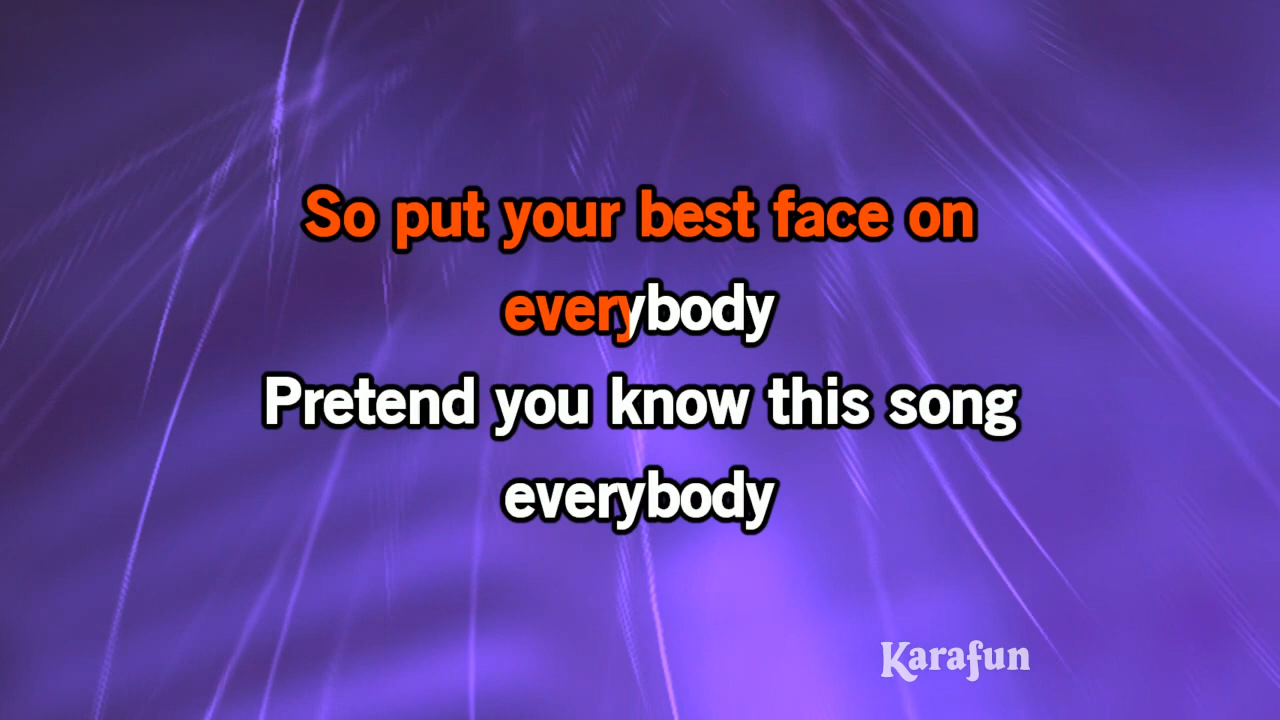 So put your best face on
everybody
Pretend you know this song
everybody
Karafun